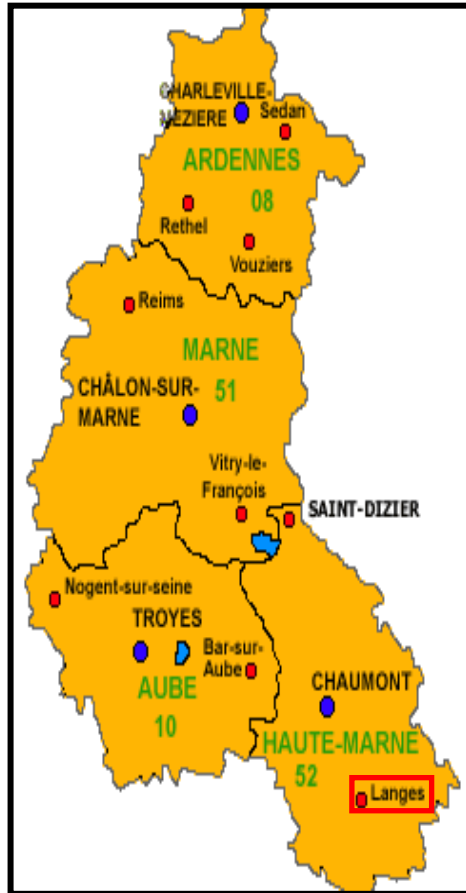 CHARLEVILLE-
MEZIERE
Sedan
ARDENNES
08
Rethel
Vouziers
Reims
MARNE
51
CHÂLON-SUR-
MARNE
Vitry-le-
François
SAINT-DIZIER
Nogent-sur-seine
TROYES
Bar-sur-
Aube
AUBE
10
CHAUMONT
HAUTE-MARNE
52
Langes